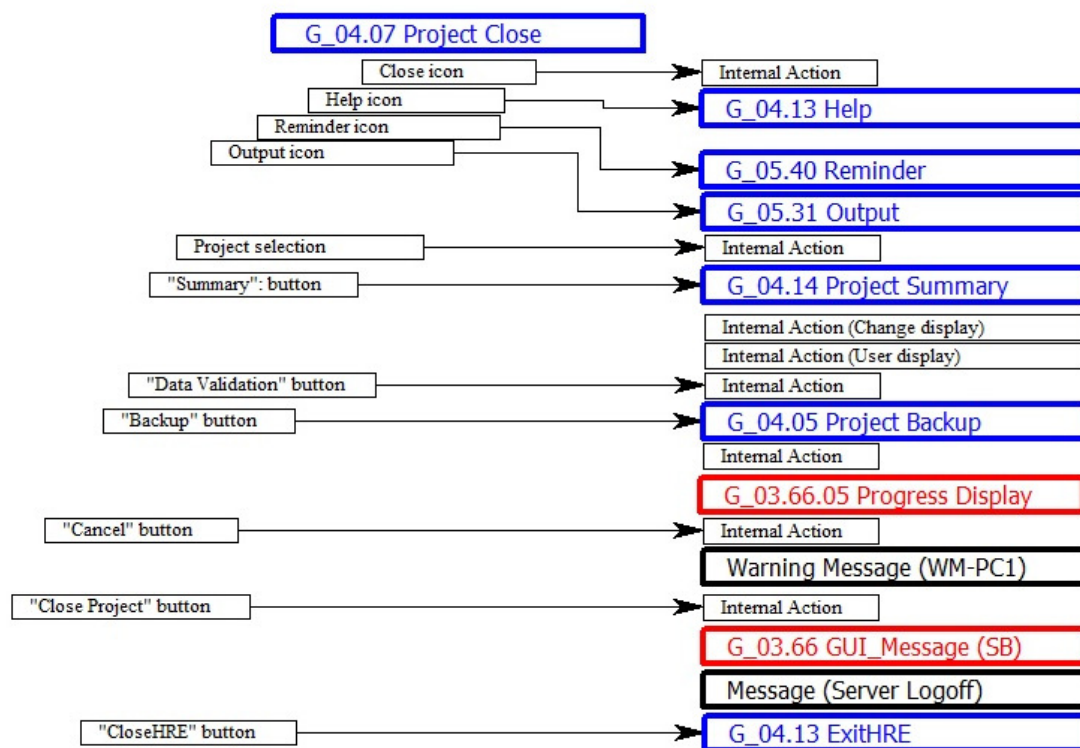 G_04.07 Project Close
Close icon
Internal Action
Help icon
G_04.13 Help
Reminder icon
Output icon
G_05.40 Reminder
G_05.31 Output
Project selection
Internal Action
"Summary": button
G_04.14 Project Summary
Internal Action (Change display)
Internal Action (User display)
"Data Validation" button
Internal Action
"Backup" button
G_04.05 Project Backup
Internal Action
G_03.66.05 Progress Display
"Cancel" button
Internal Action
Warning Message (WM-PC1)
"Close Project" button
Internal Action
G_03.66 GUI_Message (SB)
Message (Server Logoff)
"CloseHRE" button
G_04.13 ExitHRE